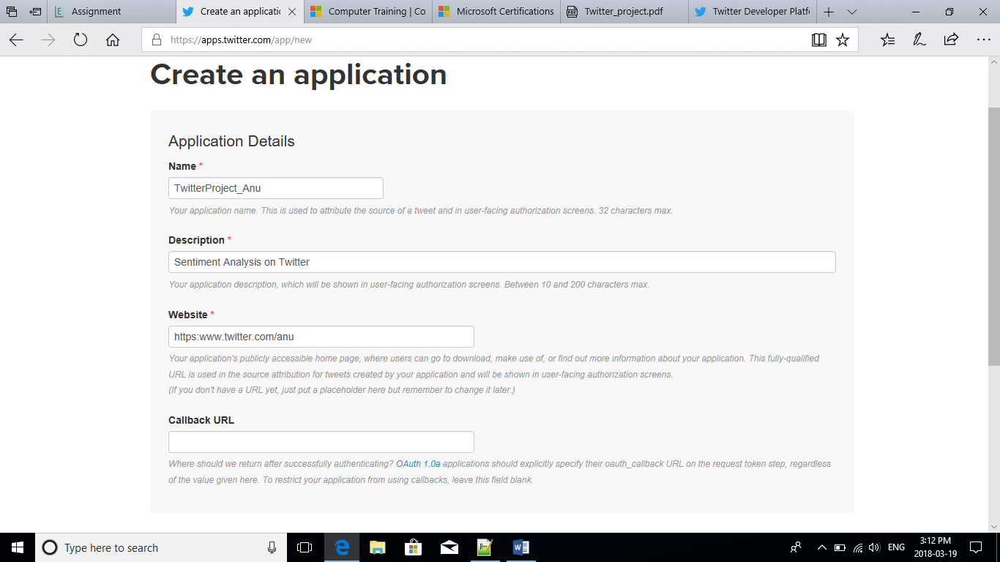 Assignment
Create an applicatic
Computer Training | Co
Microsoft Certifications
Twitter_project.pdf
Twitter Developer Platf
https://apps.twitter.com/app/new
Create an application
Application Details
Name *
TwitterProject_Anu
Your application name. This is used to attribute the source of a tweet and in user-facing authorization screens. 32 characters max.
Description *
Sentiment Analysis on Twitter
Your application description, which will be shown in user-facing authorization screens. Between 10 and 200 characters max.
Website *
https:www.twitter.com/anu
Your application's publicly accessible home page, where users can go to download, make use of, or find out more information about your application. This fully-qualified
URL is used in the source attribution for tweets created by your application and will be shown in user-facing authorization screens.
(If you don't have a URL yet, just put a placeholder here but remember to change it later.)
Callback URL
Where should we return after successfully authenticating? OAuth 1.0a applications should explicitly specify their oauth_callback URL on the request token step, regardless
of the value given here. To restrict your application from using callbacks, leave this field blank.
Type here to search
ENG
3:12 PM
2018-03-19